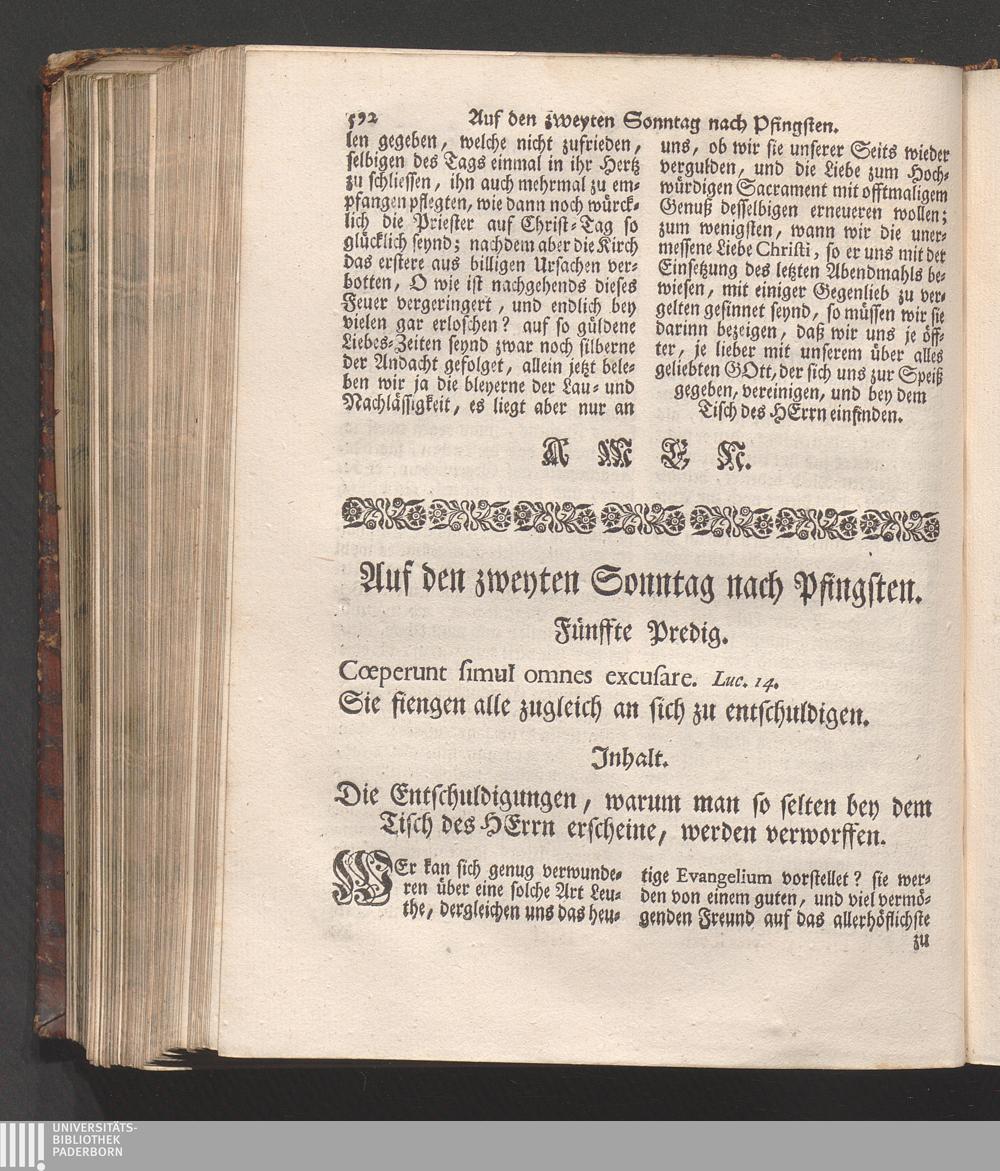 592 Auf den zweyten Sonntag nach Pfingsten.
len gegeben, welche nicht zufrieden,
selbigen des Tags einmal in ihr Hertz
zu schliessen, ihn auch mehrmal zu em-
pfangen pflegten, wie dann noch würck-
lich die Priester auf Christ-Tag so
glücklich seynd; nachdem aber die Kirch
das erstere aus billigen Ursachen ver-
botten, O wie ist nachgehends dieses
Feuer vergeringert, und endlich bey
vielen gar erloschen? auf so güldene
Liebes-Zeiten seynd zwar noch silberne
der Andacht gefolget, allein jetzt bele-
ben wir ja die bleyerne der Lau- und
Nachlässigkeit, es liegt aber nur an
uns, ob wir sie unserer Seits wieder
vergulden, und die Liebe zum Hoch-
würdigen Sacrament mit offtmaligem
Genuß desselbigen erneueren wollen;
zum wenigsten, wann wir die uner-
messene Liebe Christi, so er uns mit der
Einsetzung des letzten Abendmahls be-
wiesen, mit einiger Gegenlieb zu ver-
gelten gesinnet seynd, so müssen wir sie
darinn bezeigen, daß wir uns je öff-
ter, je lieber mit unserem über alles
geliebten GOtt, der sich uns zur Speiß
gegeben, vereinigen, und bey dem
Tisch des HErrn einfinden.
A M E N.
Auf den zweyten Sonntag nach Pfingsten.
Fünffte Predig.
Cœperunt simul omnes excusare. Luc. 14.
Sie fiengen alle zugleich an sich zu entschuldigen.
Inhalt.
Die Entschuldigungen, warum man so selten bey dem
Tisch des HErrn erscheine, werden verworffen.
WEr kan sich genug verwunde-
ren über eine solche Art Leu-
the, dergleichen uns das heu-
tige Evangelium vorstellet? sie wer-
den von einem guten, und viel vermö-
genden Freund auf das allerhöflichste
zu
UNIVERSITÄTS-
BIBLIOTHEK
PADERBORN